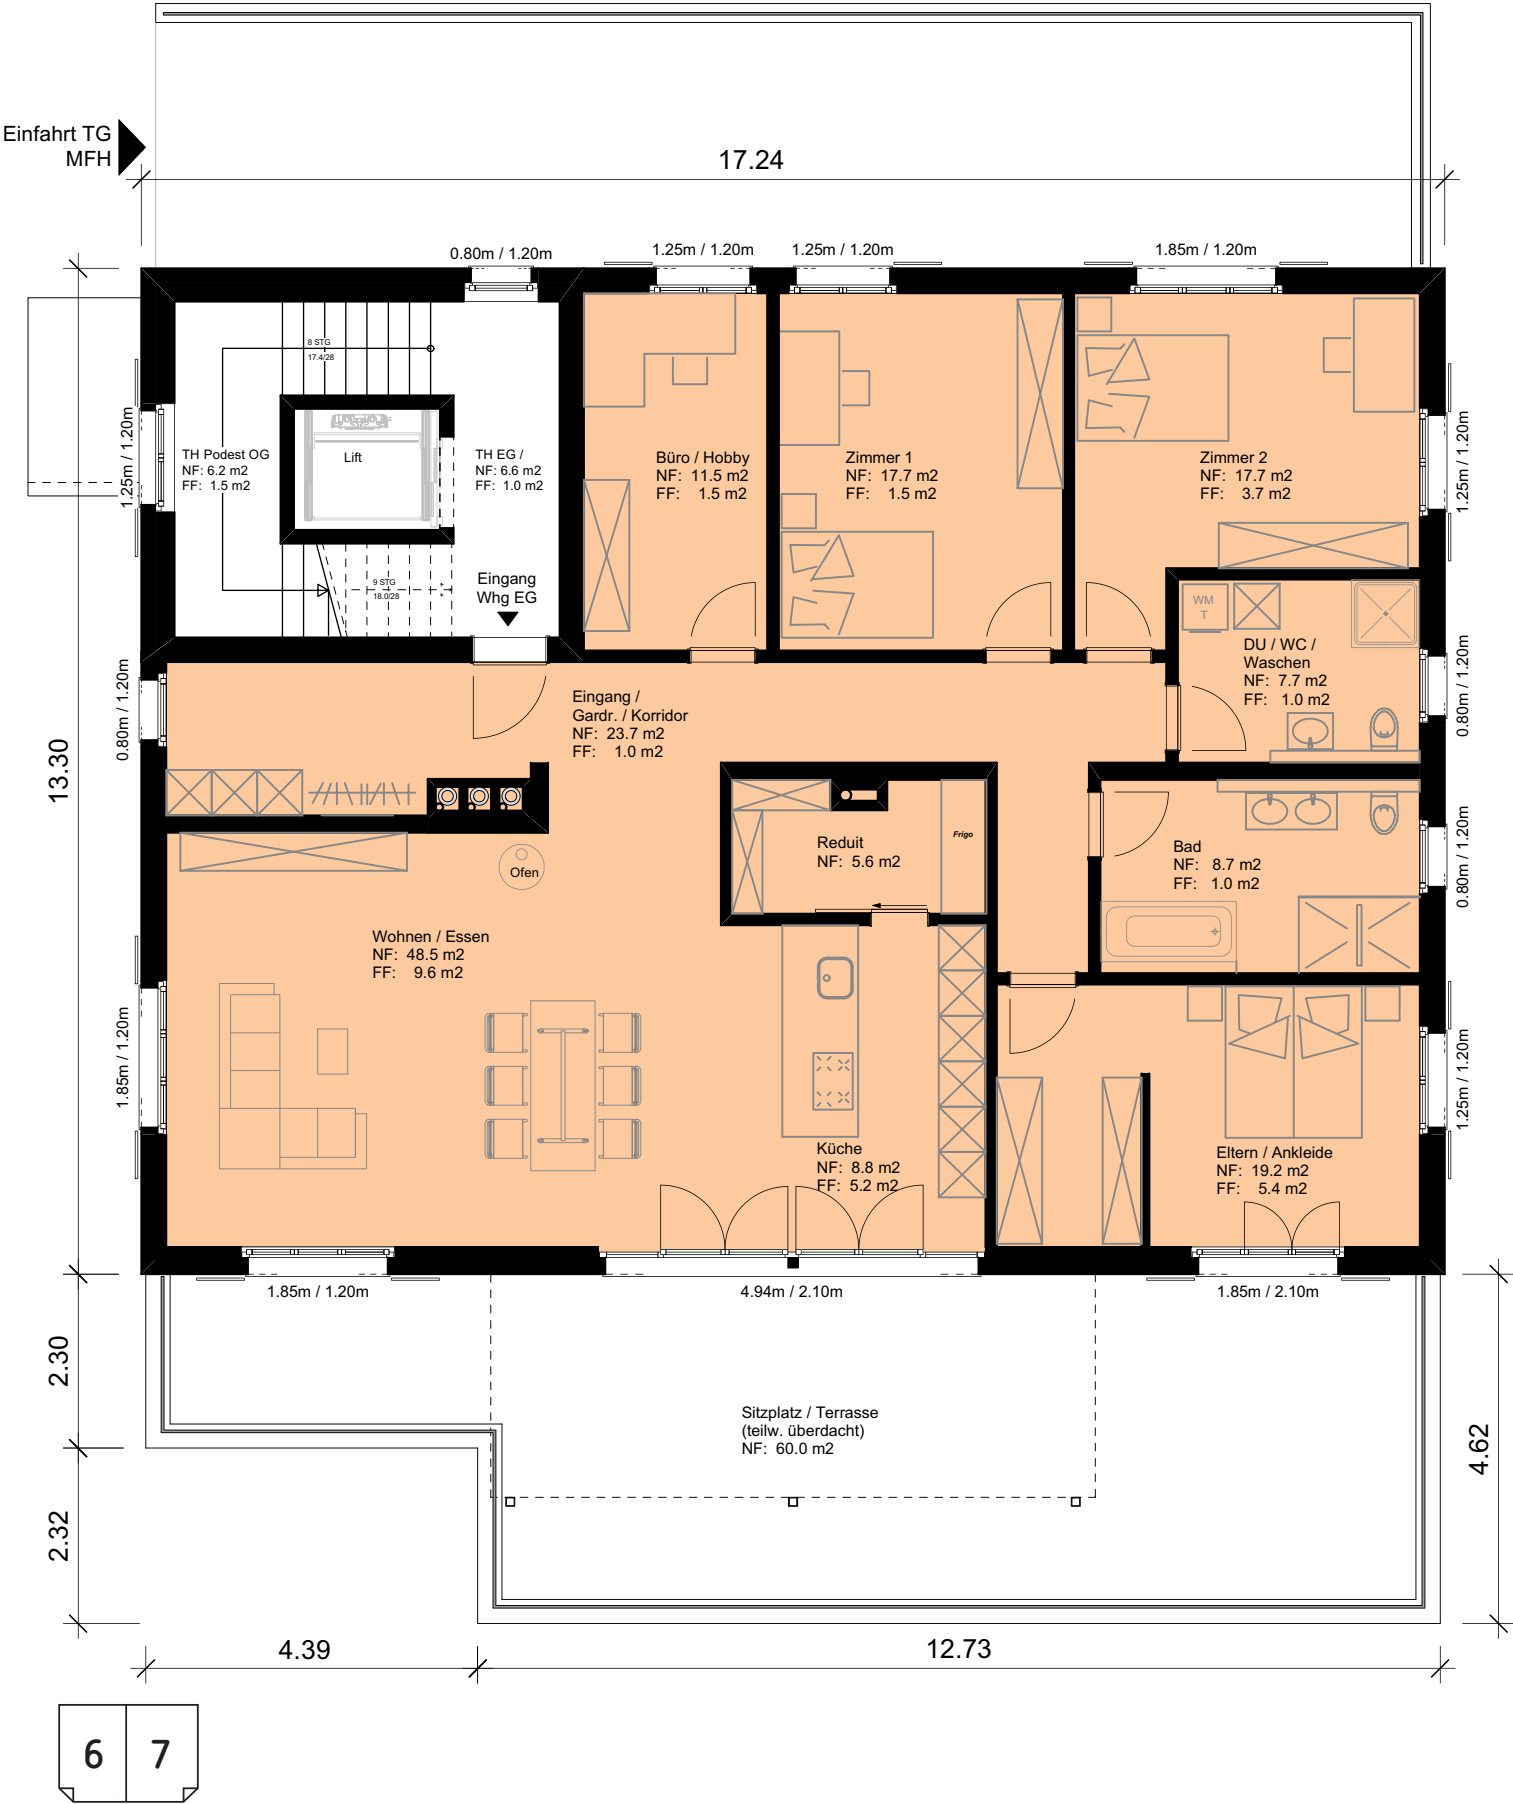 Einfahrt TG
MFH
17.24
0.80m / 1.20m
1.25m / 1.20m
1.25m / 1.20m
1.85m / 1.20m
8 STG
17.4/28
TH Podest OG
NF: 6.2 m2
FF: 1.5 m2
Lift
TH EG /
NF: 6.6 m2
FF: 1.0 m2
Büro / Hobby
NF: 11.5 m2
FF: 1.5 m2
Zimmer 1
NF: 17.7 m2
FF: 1.5 m2
Zimmer 2
NF: 17.7 m2
FF: 3.7 m2
1.25m / 1.20m
1.25m / 1.20m
9 STG
18.0/28
Eingang
Whg EG
WM
T
DU / WC /
Waschen
NF: 7.7 m2
FF: 1.0 m2
0.80m / 1.20m
0.80m / 1.20m
Eingang /
Gardr. / Korridor
NF: 23.7 m2
FF: 1.0 m2
13.30
Reduit
NF: 5.6 m2
Frigo
Ofen
Bad
NF: 8.7 m2
FF: 1.0 m2
0.80m / 1.20m
Wohnen / Essen
NF: 48.5 m2
FF: 9.6 m2
1.85m / 1.20m
1.25m / 1.20m
Küche
NF: 8.8 m2
FF: 5.2 m2
Eltern / Ankleide
NF: 19.2 m2
FF: 5.4 m2
1.85m / 1.20m
4.94m / 2.10m
1.85m / 2.10m
2.30
Sitzplatz / Terrasse
(teilw. überdacht)
NF: 60.0 m2
4.62
2.32
4.39
12.73
6
7